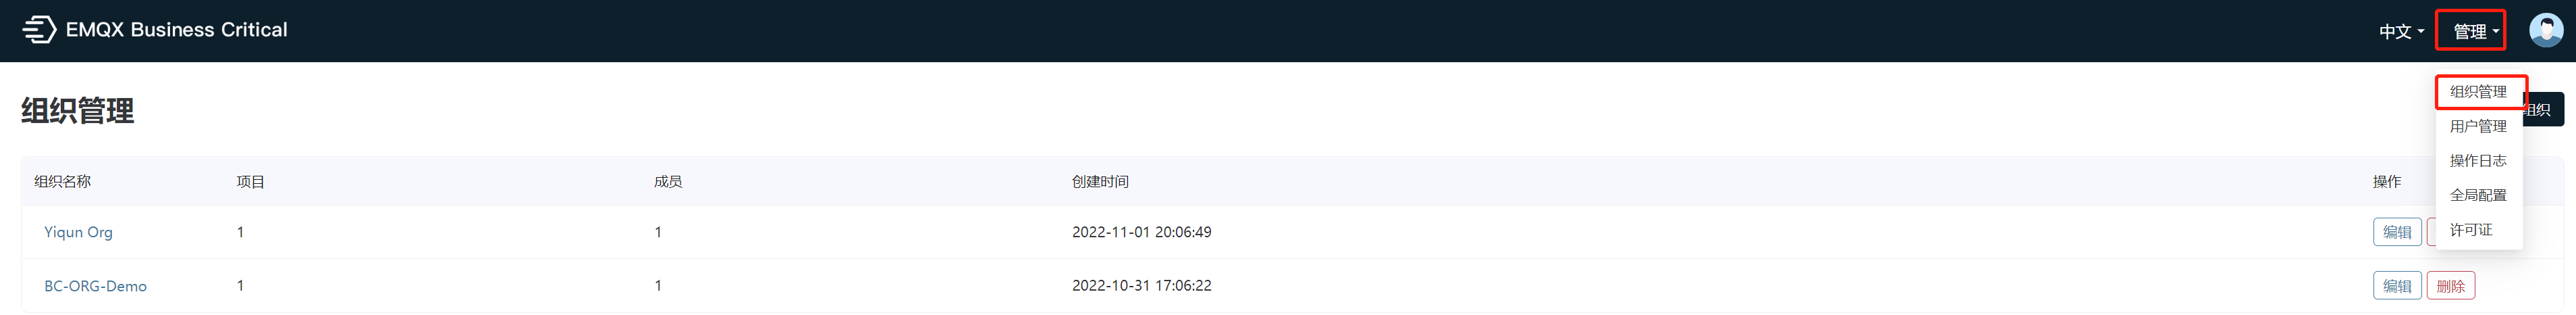 EMQX Business Critical
中文
管理
组织管理
组织管理
组织
用户管理
操作日志
全局配置
许可证
组织名称 项目 成员 创建时间 操作
Yiqun Org 1 1 2022-11-01 20:06:49 编辑
BC-ORG-Demo 1 1 2022-10-31 17:06:22 编辑 删除